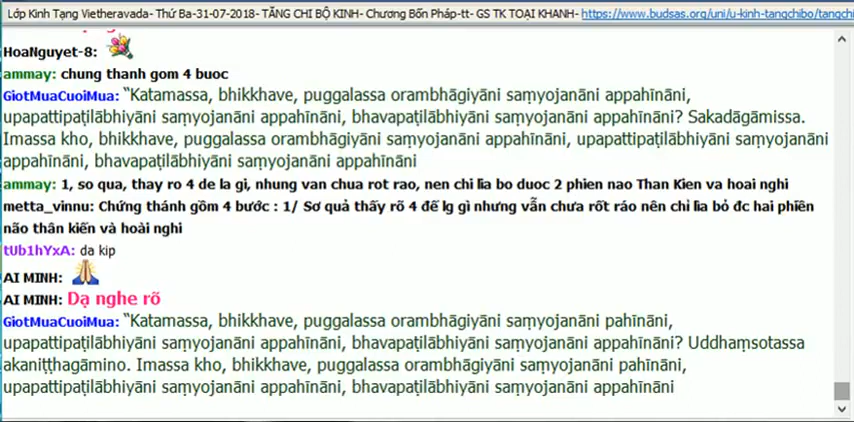 Lớp Kinh Tạng Vietheravada- Thứ Ba-31-07-2018- TĂNG CHI BỘ KINH- Chương Bốn Pháp-tt- GS TK TOẠI KHANH- https://www.budsas.org/uni/u-kinh-tangchibo/tangchi
HoaNguyet-8:
ammay: chung thanh gom 4 buoc
GiotMuaCuoiMua: “Katamassa, bhikkhave, puggalassa orambhāgiyāni saṃyojanāni appahīnāni,
upapattipaṭilābhiyāni saṃyojanāni appahīnāni, bhavapaṭilābhiyāni saṃyojanāni appahīnāni? Sakadāgāmissa.
Imassa kho, bhikkhave, puggalassa orambhāgiyāni saṃyojanāni appahīnāni, upapattipaṭilābhiyāni saṃyojanāni
appahīnāni, bhavapaṭilābhiyāni saṃyojanāni appahīnāni
ammay: 1, so qua, thay ro 4 de la gi, nhung van chua rot rao, nen chi lia bo duoc 2 phien nao Than Kien va hoai nghi
metta_vinnu: Chứng thánh gồm 4 bước : 1/ Sơ quả thấy rõ 4 đế lg gì nhưng vẫn chưa rốt ráo nên chỉ lìa bỏ đc hai phiền
não thân kiến và hoài nghi
tUb1hYxA: da kip
AI MINH:
AI MINH: Dạ nghe rõ
GiotMuaCuoiMua: “Katamassa, bhikkhave, puggalassa orambhāgiyāni saṃyojanāni pahīnāni,
upapattipaṭilābhiyāni saṃyojanāni appahīnāni, bhavapaṭilābhiyāni saṃyojanāni appahīnāni? Uddhaṃsotassa
akaniṭṭhagāmino. Imassa kho, bhikkhave, puggalassa orambhāgiyāni saṃyojanāni pahīnāni,
upapattipaṭilābhiyāni saṃyojanāni appahīnāni, bhavapaṭilābhiyāni saṃyojanāni appahīnāni